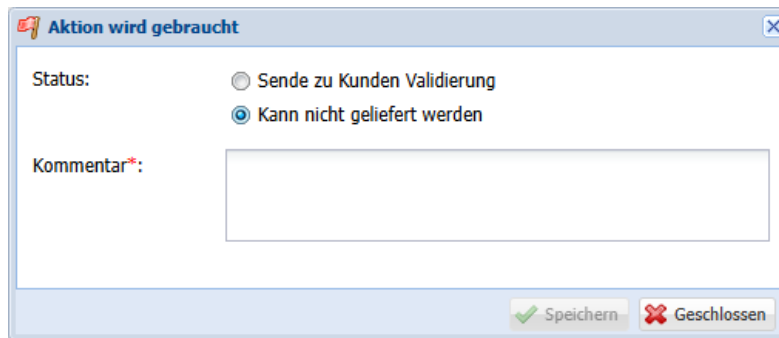 Aktion wird gebraucht
Status:
Sende zu Kunden Validierung
Kann nicht geliefert werden
Kommentar*:
Speichern
Geschlossen